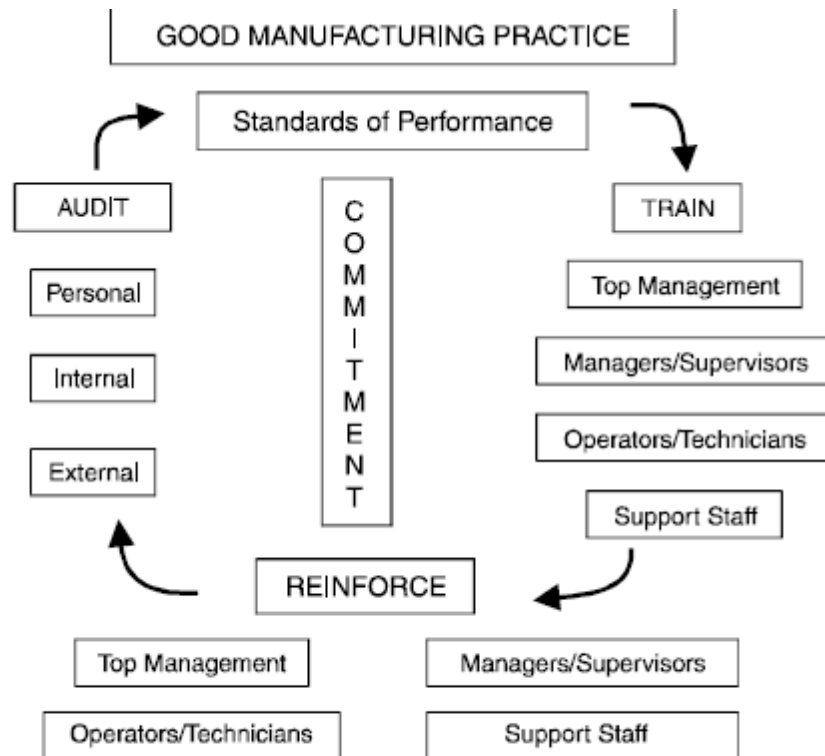 GOOD MANUFACTURING PRACTICE
Standards of Performance
AUDIT
Personal
Internal
External
COMMITMENT
TRAIN
Top Management
Managers/Supervisors
Operators/Technicians
Support Staff
REINFORCE
Top Management
Managers/Supervisors
Operators/Technicians
Support Staff